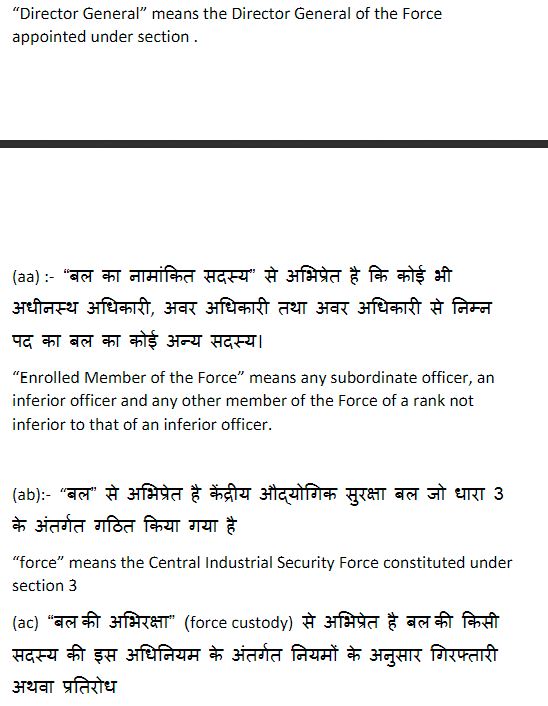 “Director General” means the Director General of the Force
appointed under section .
(aa) :- “बल का नामांकित सदस्य” से अभिप्रेत है कि कोई भी
अधीनस्थ अधिकारी, अवर अधिकारी तथा अवर अधिकारी से निम्न
पद का बल का कोई अन्य सदस्य।
“Enrolled Member of the Force” means any subordinate officer, an
inferior officer and any other member of the Force of a rank not
inferior to that of an inferior officer.
(ab):- “बल” से अभिप्रेत है केंद्रीय औद्योगिक सुरक्षा बल जो धारा 3
के अंतर्गत गठित किया गया है
“force” means the Central Industrial Security Force constituted under
section 3
(ac) “बल की अभिरक्षा” (force custody) से अभिप्रेत है बल की किसी
सदस्य की इस अधिनियम के अंतर्गत नियमों के अनुसार गिरफ्तारी
अथवा प्रतिरोध